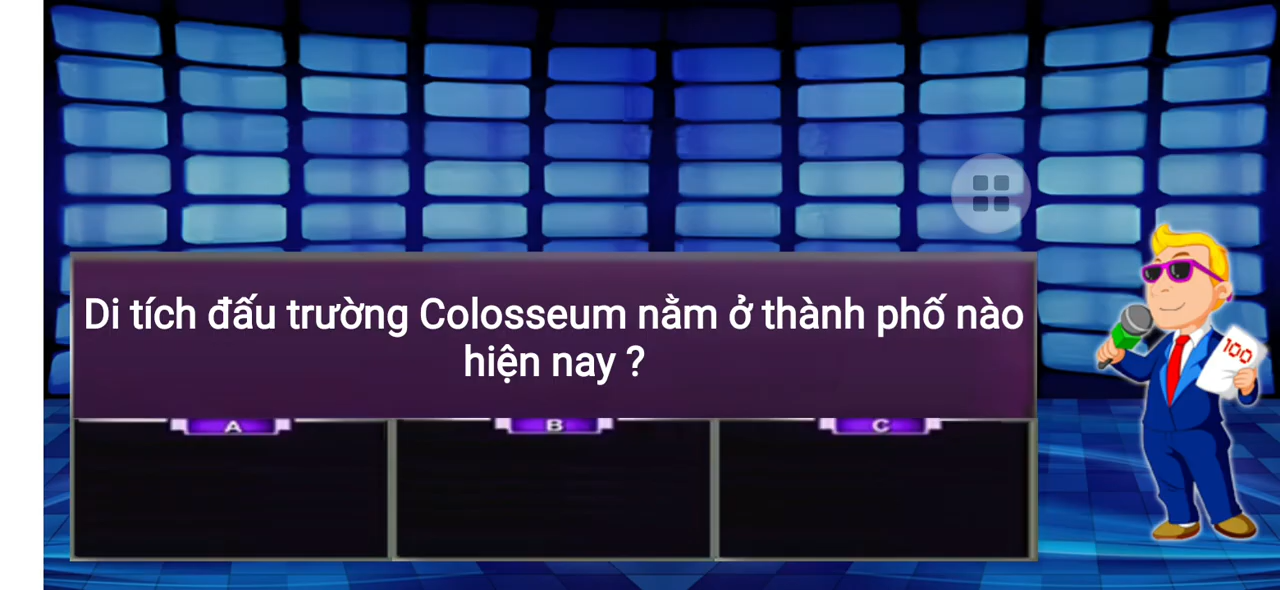 Di tích đấu trường Colosseum nằm ở thành phố nào
hiện nay ?
A
B
C
100